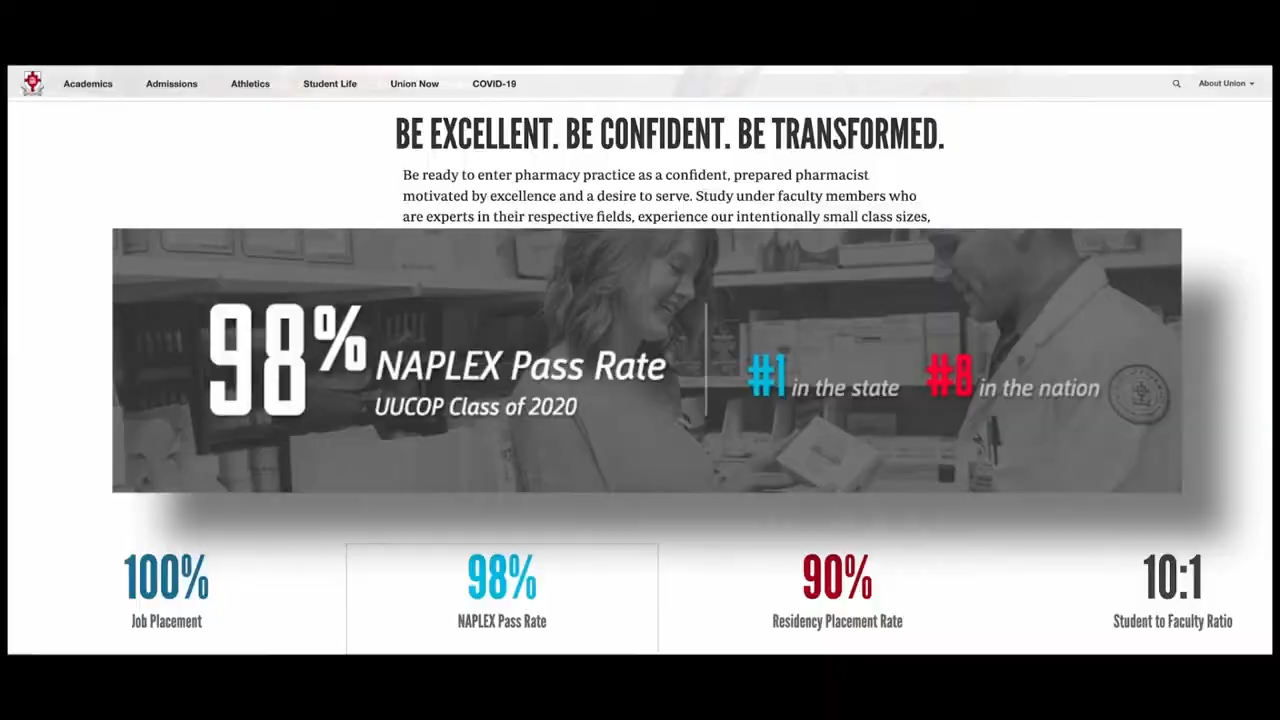 Academics Admissions Athletics Student Life Union Now COVID-19 About Union
BE EXCELLENT. BE CONFIDENT. BE TRANSFORMED.
Be ready to enter pharmacy practice as a confident, prepared pharmacist
motivated by excellence and a desire to serve. Study under faculty members who
are experts in their respective fields, experience our intentionally small class sizes,
98% NAPLEX Pass Rate
UUCOP Class of 2020
#1 in the state #8 in the nation
100% 98% 90% 10:1
Job Placement NAPLEX Pass Rate Residency Placement Rate Student to Faculty Ratio